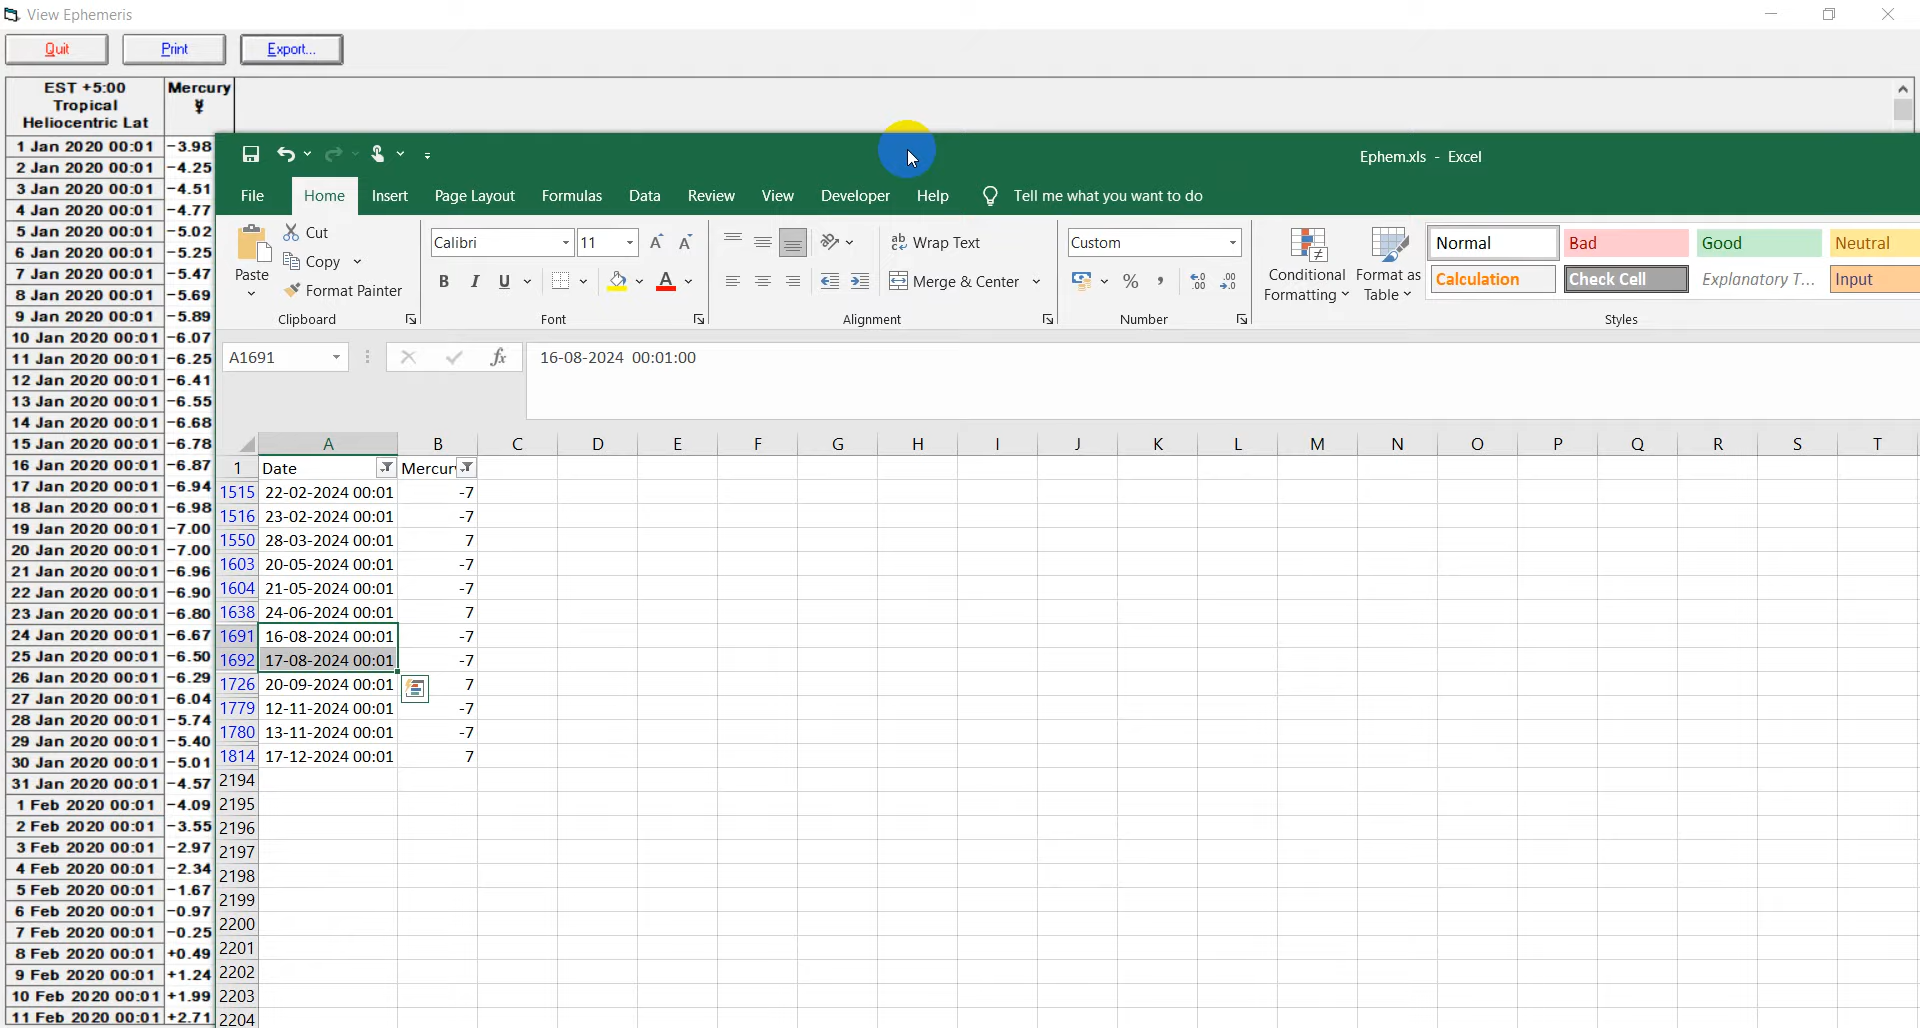 View Ephemeris
Quit
Print
Export...
EST +5:00
Tropical
Heliocentric Lat
Mercury
1 Jan 2020 00:01 -3.98
2 Jan 2020 00:01 -4.25
3 Jan 2020 00:01 -4.51
4 Jan 2020 00:01 -4.77
5 Jan 2020 00:01 -5.02
6 Jan 2020 00:01 -5.25
7 Jan 2020 00:01 -5.47
8 Jan 2020 00:01 -5.69
9 Jan 2020 00:01 -5.89
10 Jan 2020 00:01 -6.07
11 Jan 2020 00:01 -6.25
12 Jan 2020 00:01 -6.41
13 Jan 2020 00:01 -6.55
14 Jan 2020 00:01 -6.68
15 Jan 2020 00:01 -6.78
16 Jan 2020 00:01 -6.87
17 Jan 2020 00:01 -6.94
18 Jan 2020 00:01 -6.98
19 Jan 2020 00:01 -7.00
20 Jan 2020 00:01 -7.00
21 Jan 2020 00:01 -6.96
22 Jan 2020 00:01 -6.90
23 Jan 2020 00:01 -6.80
24 Jan 2020 00:01 -6.67
25 Jan 2020 00:01 -6.50
26 Jan 2020 00:01 -6.29
27 Jan 2020 00:01 -6.04
28 Jan 2020 00:01 -5.74
29 Jan 2020 00:01 -5.40
30 Jan 2020 00:01 -5.01
31 Jan 2020 00:01 -4.57
1 Feb 2020 00:01 -4.09
2 Feb 2020 00:01 -3.55
3 Feb 2020 00:01 -2.97
4 Feb 2020 00:01 -2.34
5 Feb 2020 00:01 -1.67
6 Feb 2020 00:01 -0.97
7 Feb 2020 00:01 -0.25
8 Feb 2020 00:01 +0.49
9 Feb 2020 00:01 +1.24
10 Feb 2020 00:01 +1.99
11 Feb 2020 00:01 +2.71
Ephem.xls - Excel
File Home Insert Page Layout Formulas Data Review View Developer Help Tell me what you want to do
Paste
Cut
Copy
Format Painter
Clipboard
Calibri 11
B I U
Font
Wrap Text
Merge & Center
Alignment
Custom
Number
Conditional
Formatting
Format as
Table
Normal Bad Good Neutral
Calculation Check Cell Explanatory T... Input
Styles
A1691
fx
16-08-2024 00:01:00
A B C D E F G H I J K L M N O P Q R S T
1 Date Mercury
1515 22-02-2024 00:01 -7
1516 23-02-2024 00:01 -7
1550 28-03-2024 00:01 7
1603 20-05-2024 00:01 -7
1604 21-05-2024 00:01 -7
1638 24-06-2024 00:01 7
1691 16-08-2024 00:01 -7
1692 17-08-2024 00:01 -7
1726 20-09-2024 00:01 7
1779 12-11-2024 00:01 -7
1780 13-11-2024 00:01 -7
1814 17-12-2024 00:01 7
2194
2195
2196
2197
2198
2199
2200
2201
2202
2203
2204